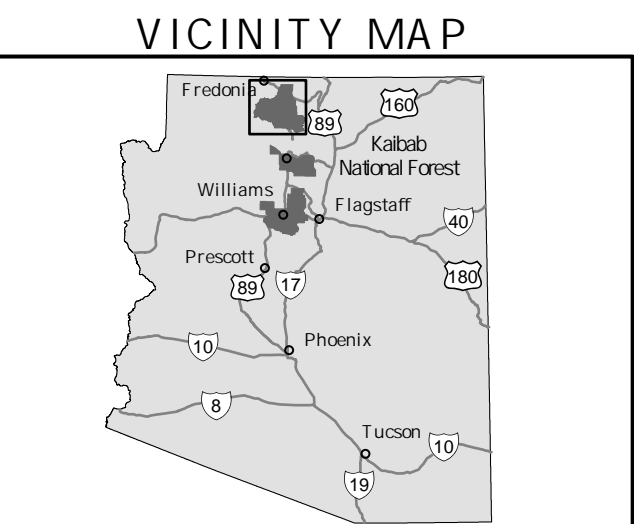 VICINITY MAP
Fredonia
160
89
Kaibab
National Forest
Williams
Flagstaff
40
Prescott
180
89
17
Phoenix
10
8
Tucson
10
19